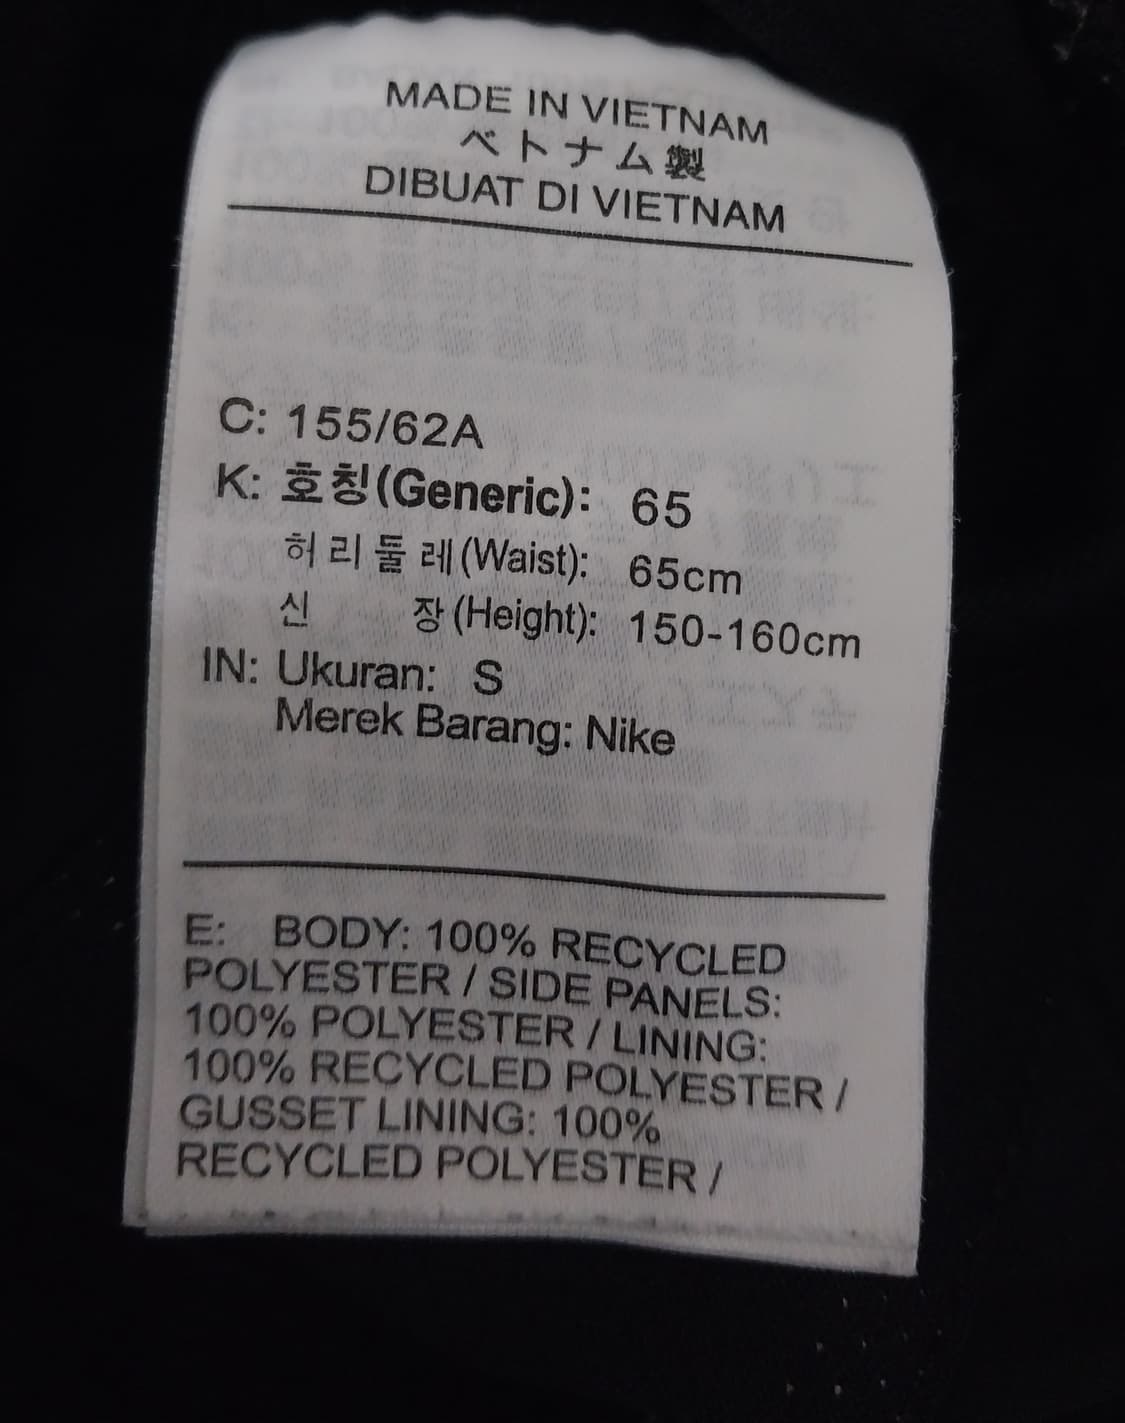 MADE IN VIETNAM
ベトナム製
DIBUAT DI VIETNAM
C: 155/62A
K: 호칭(Generic): 65
허리둘레(Waist): 65cm
신 장(Height): 150-160cm
IN: Ukuran: S
Merek Barang: Nike
E: BODY: 100% RECYCLED
POLYESTER / SIDE PANELS:
100% POLYESTER / LINING:
100% RECYCLED POLYESTER /
GUSSET LINING: 100%
RECYCLED POLYESTER /